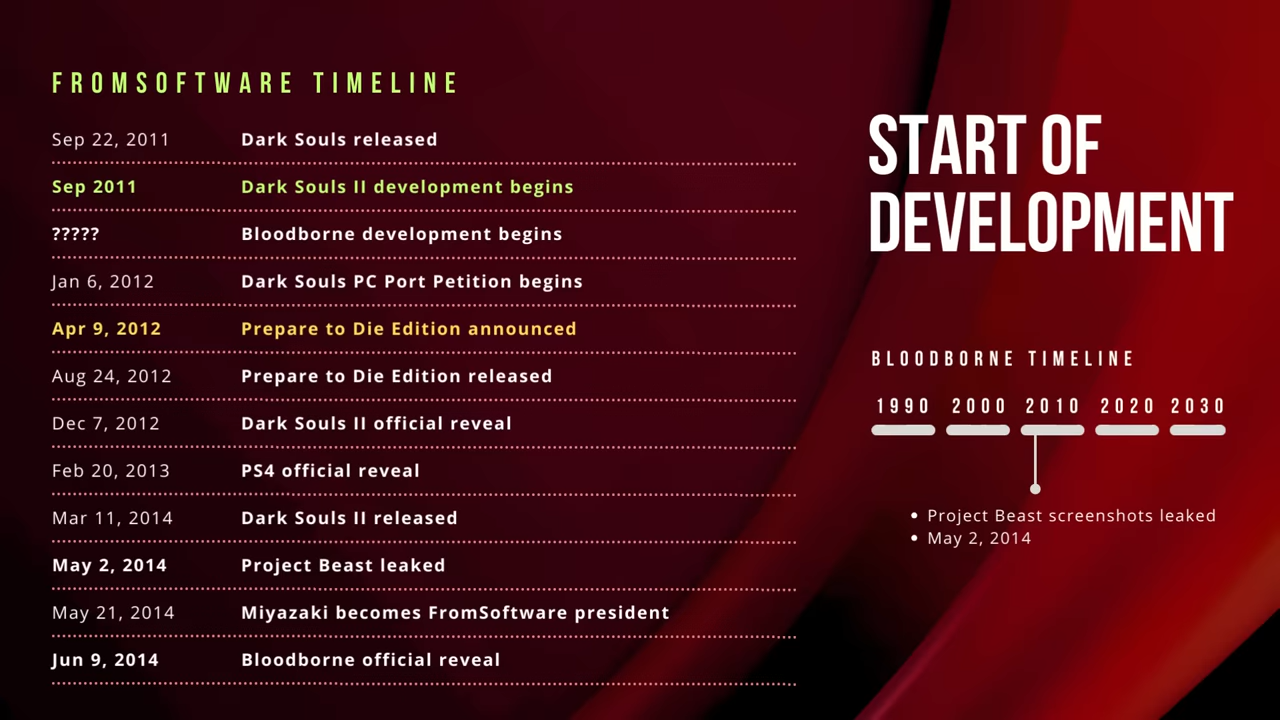 FROMSOFTWARE TIMELINE
Sep 22, 2011 Dark Souls released
Sep 2011 Dark Souls II development begins
????? Bloodborne development begins
Jan 6, 2012 Dark Souls PC Port Petition begins
Apr 9, 2012 Prepare to Die Edition announced
Aug 24, 2012 Prepare to Die Edition released
Dec 7, 2012 Dark Souls II official reveal
Feb 20, 2013 PS4 official reveal
Mar 11, 2014 Dark Souls II released
May 2, 2014 Project Beast leaked
May 21, 2014 Miyazaki becomes FromSoftware president
Jun 9, 2014 Bloodborne official reveal
START OF
DEVELOPMENT
BLOODBORNE TIMELINE
1990 2000 2010 2020 2030
• Project Beast screenshots leaked
• May 2, 2014